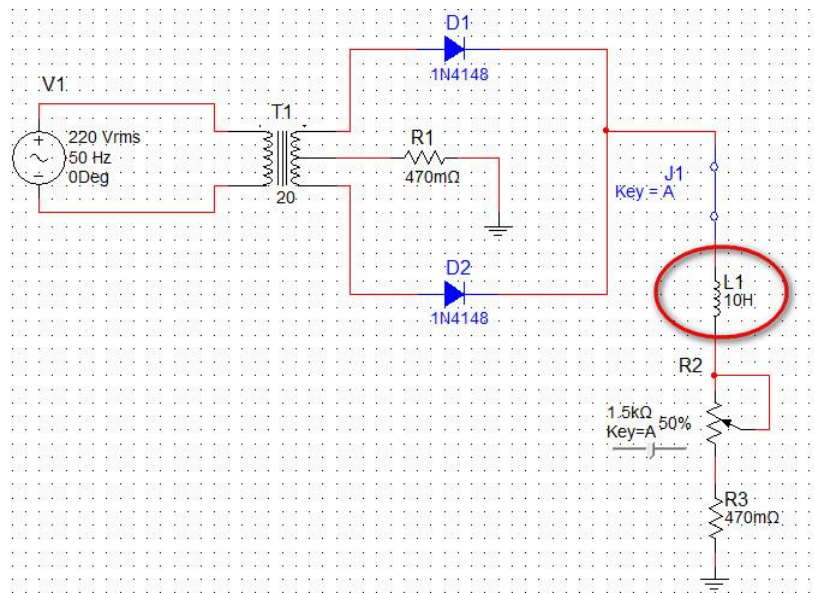 D1
1N4148
V1
220 Vrms
50 Hz
0Deg
T1
20
R1
470mΩ
J1
Key = A
D2
1N4148
L1
10H
R2
1.5kΩ
Key=A
50%
R3
470mΩ